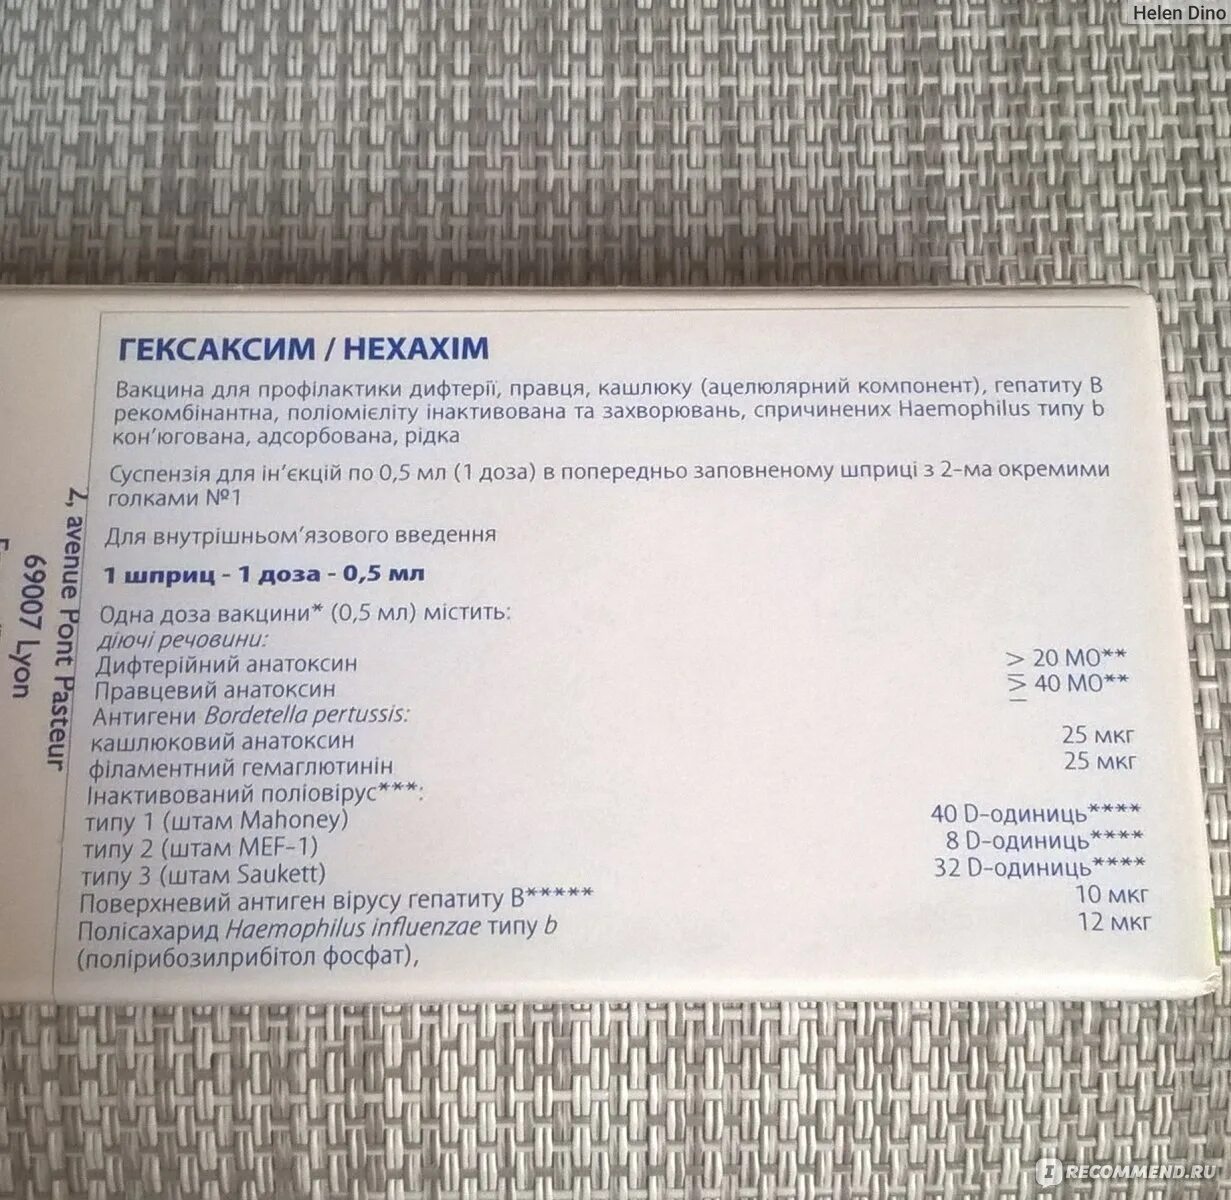 Helen Dino
ГЕКСАКСИМ / HEXAXIM
Вакцина для профілактики дифтерії, правця, кашлюку (ацелюлярний компонент), гепатиту В
рекомбінантна, поліомієліту інактивована та захворювань, спричинених Haemophilus типу b
кон'югована, адсорбована, рідка
Суспензія для ін'єкцій по 0,5 мл (1 доза) в попередньо заповненому шприці з 2-ма окремими
голками №1
Для внутрішньом'язового введення
1 шприц - 1 доза - 0,5 мл
Одна доза вакцини* (0,5 мл) містить:
діючі речовини:
Дифтерійний анатоксин ≥ 20 МО**
Правцевий анатоксин ≥ 40 МО**
Антигени Bordetella pertussis:
кашлюковий анатоксин 25 мкг
філаментний гемаглютинін 25 мкг
Інактивований поліовірус***:
типу 1 (штам Mahoney) 40 D-одиниць****
типу 2 (штам MEF-1) 8 D-одиниць****
типу 3 (штам Saukett) 32 D-одиниць****
Поверхневий антиген вірусу гепатиту В***** 10 мкг
Полісахарид Haemophilus influenzae типу b 12 мкг
(полірибозилрибітол фосфат),
2, avenue Pont Pasteur
69007 Lyon
IRECOMMEND.RU